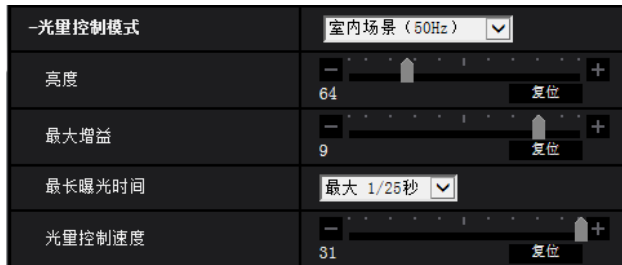 -光里控制模式 室内场景（50Hz）
亮度
64 复位
最大增益
9 复位
最长曝光时间 最大 1/25秒
光里控制速度
31 复位